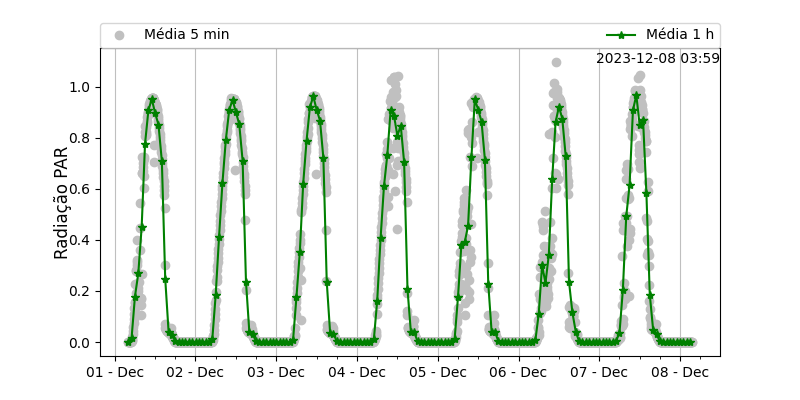 Média 5 min
Média 1 h
2023-12-08 03:59
Radiação PAR
1.0
0.8
0.6
0.4
0.2
0.0
01 - Dec
02 - Dec
03 - Dec
04 - Dec
05 - Dec
06 - Dec
07 - Dec
08 - Dec